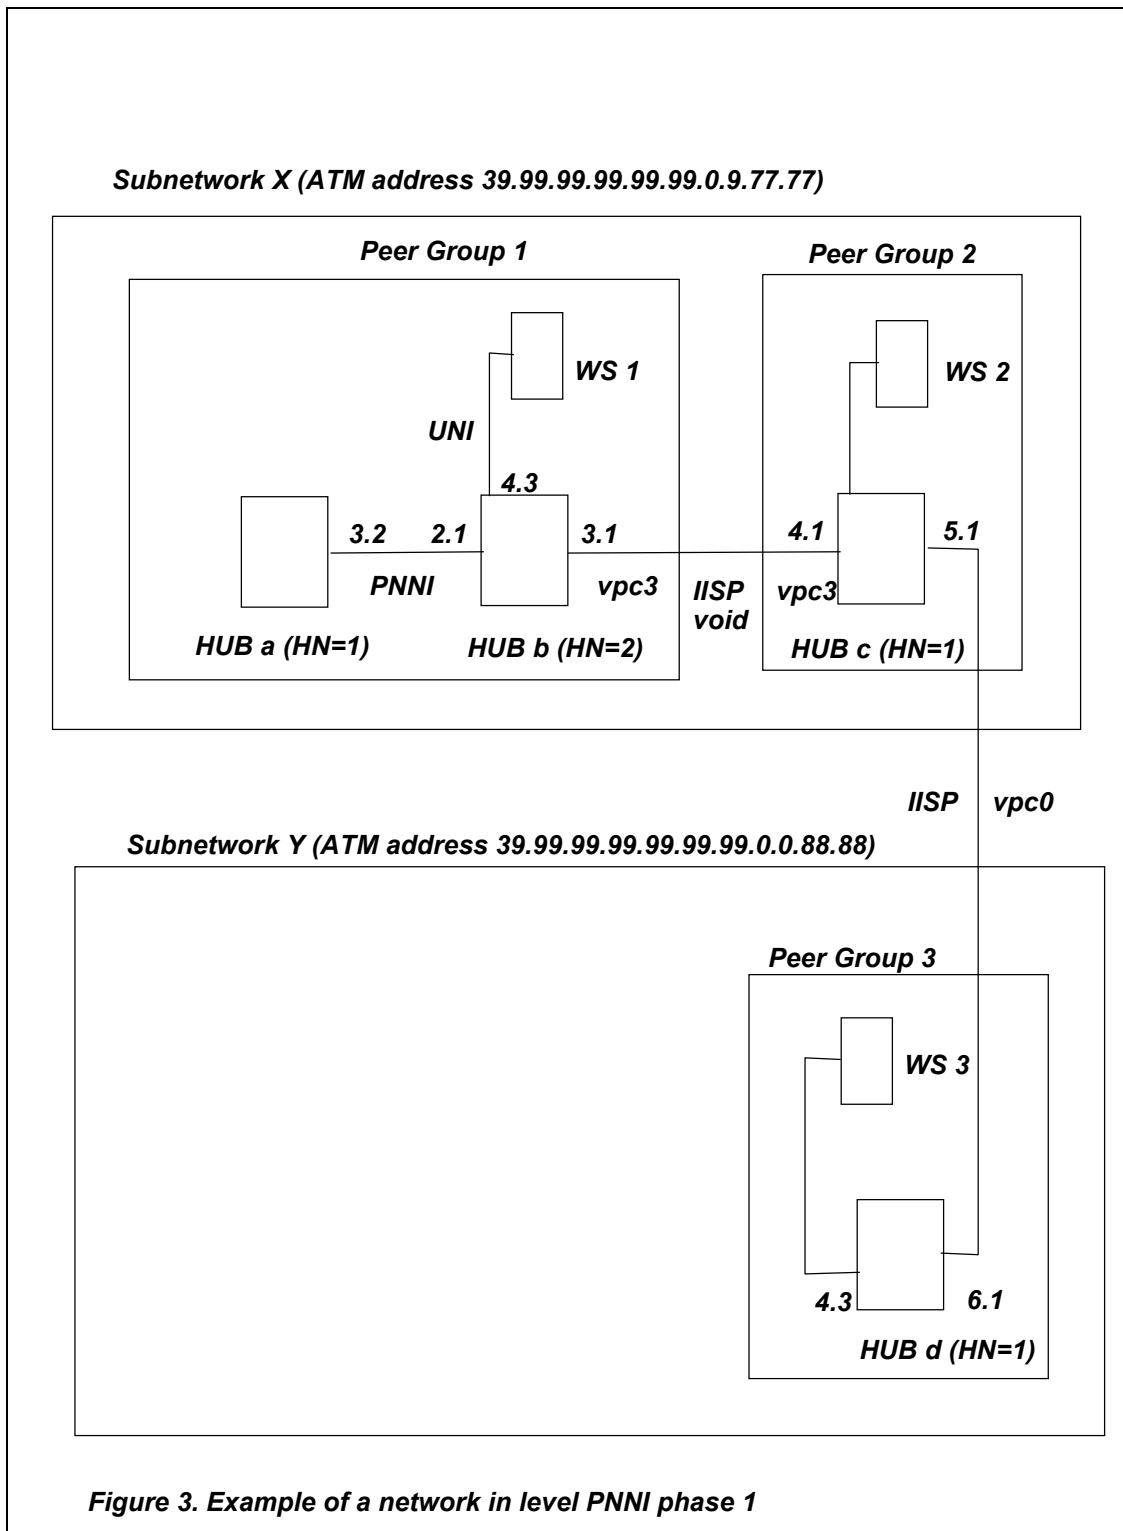 Subnetwork X (ATM address 39.99.99.99.99.99.0.9.77.77)
Peer Group 1
Peer Group 2
WS 1
WS 2
UNI
4.3
3.2
2.1
3.1
4.1
5.1
PNNI
vpc3
IISP
void
vpc3
HUB a (HN=1)
HUB b (HN=2)
HUB c (HN=1)
IISP
vpc0
Subnetwork Y (ATM address 39.99.99.99.99.99.99.0.0.88.88)
Peer Group 3
WS 3
4.3
6.1
HUB d (HN=1)
Figure 3. Example of a network in level PNNI phase 1